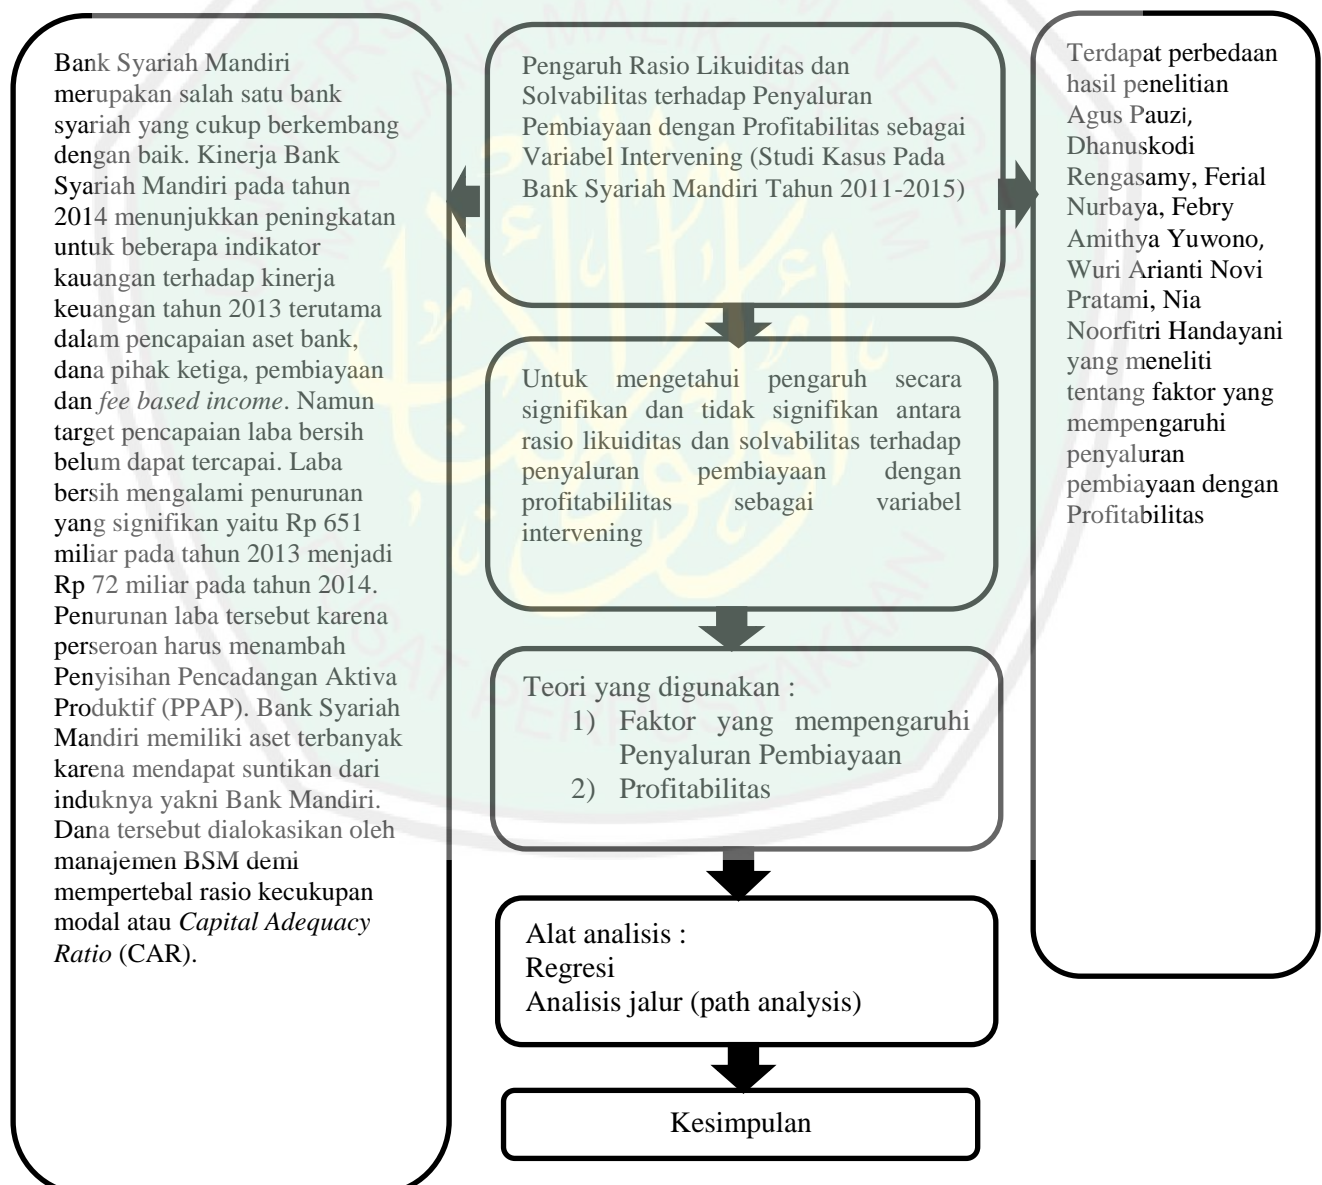 Bank Syariah Mandiri
merupakan salah satu bank
syariah yang cukup berkembang
dengan baik. Kinerja Bank
Syariah Mandiri pada tahun
2014 menunjukkan peningkatan
untuk beberapa indikator
kauangan terhadap kinerja
keuangan tahun 2013 terutama
dalam pencapaian aset bank,
dana pihak ketiga, pembiayaan
dan fee based income. Namun
target pencapaian laba bersih
belum dapat tercapai. Laba
bersih mengalami penurunan
yang signifikan yaitu Rp 651
miliar pada tahun 2013 menjadi
Rp 72 miliar pada tahun 2014.
Penurunan laba tersebut karena
perseroan harus menambah
Penyisihan Pencadangan Aktiva
Produktif (PPAP). Bank Syariah
Mandiri memiliki aset terbanyak
karena mendapat suntikan dari
induknya yakni Bank Mandiri.
Dana tersebut dialokasikan oleh
manajemen BSM demi
mempertebal rasio kecukupan
modal atau Capital Adequacy
Ratio (CAR).
Pengaruh Rasio Likuiditas dan
Solvabilitas terhadap Penyaluran
Pembiayaan dengan Profitabilitas sebagai
Variabel Intervening (Studi Kasus Pada
Bank Syariah Mandiri Tahun 2011-2015)
Untuk mengetahui pengaruh secara
signifikan dan tidak signifikan antara
rasio likuiditas dan solvabilitas terhadap
penyaluran pembiayaan dengan
profitabililitas sebagai variabel
intervening
Teori yang digunakan :
1) Faktor yang mempengaruhi
Penyaluran Pembiayaan
2) Profitabilitas
Alat analisis :
Regresi
Analisis jalur (path analysis)
Kesimpulan
Terdapat perbedaan
hasil penelitian
Agus Pauzi,
Dhanuskodi
Rengasamy, Ferial
Nurbaya, Febry
Amithya Yuwono,
Wuri Arianti Novi
Pratami, Nia
Noorfitri Handayani
yang meneliti
tentang faktor yang
mempengaruhi
penyaluran
pembiayaan dengan
Profitabilitas